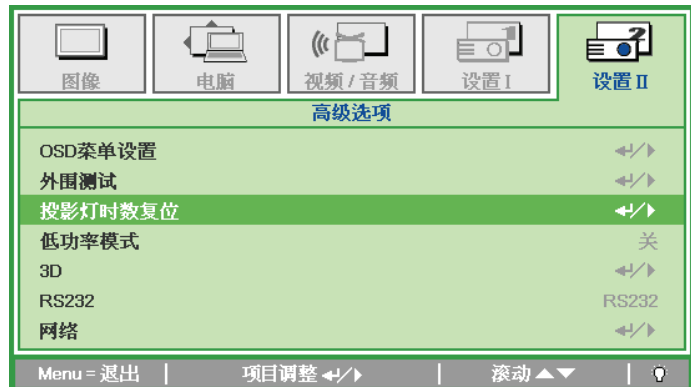 图像 电脑 视频 / 音频 设置 I 设置 II
高级选项
OSD菜单设置
外围测试
投影灯时数复位
低功率模式 关
3D
RS232 RS232
网络
Menu = 退出 项目调整 滚动